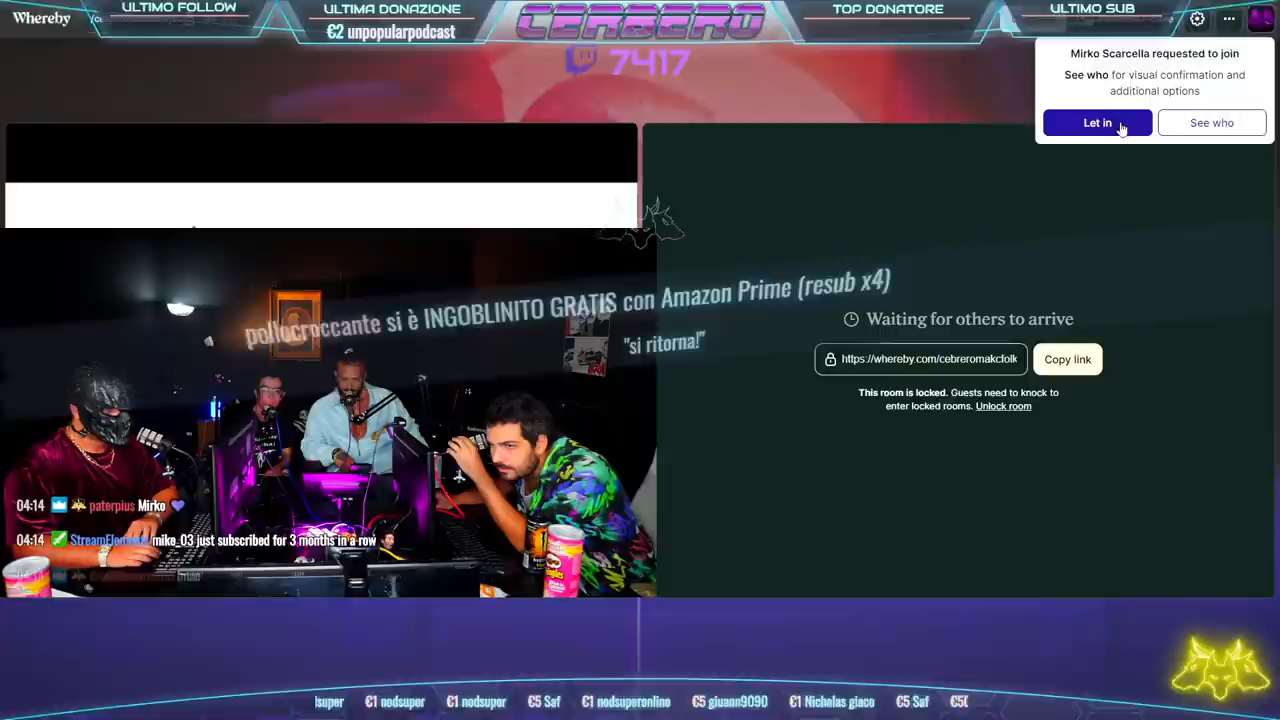 Whereby
ULTIMO FOLLOW
ULTIMA DONAZIONE
€2 unpopularpodcast
CERBERO
7417
TOP DONATORE
ULTIMO SUB
Mirko Scarcella requested to join
See who for visual confirmation and
additional options
Let in
See who
pollocroccante si è INGOBLINITO GRATIS con Amazon Prime (resub x4)
"si ritorna!"
Waiting for others to arrive
https://whereby.com/cebreromakcfolk
Copy link
This room is locked. Guests need to knock to
enter locked rooms. Unlock room
04:14 paterpius Mirko
04:14 StreamElements mike_03 just subscribed for 3 months in a row
Pringles
lsuper €1 nodsuper €1 nodsuper €5 Saf €1 nodsuperonline €5 giuann9090 €1 Nicholas giaco €5 Saf